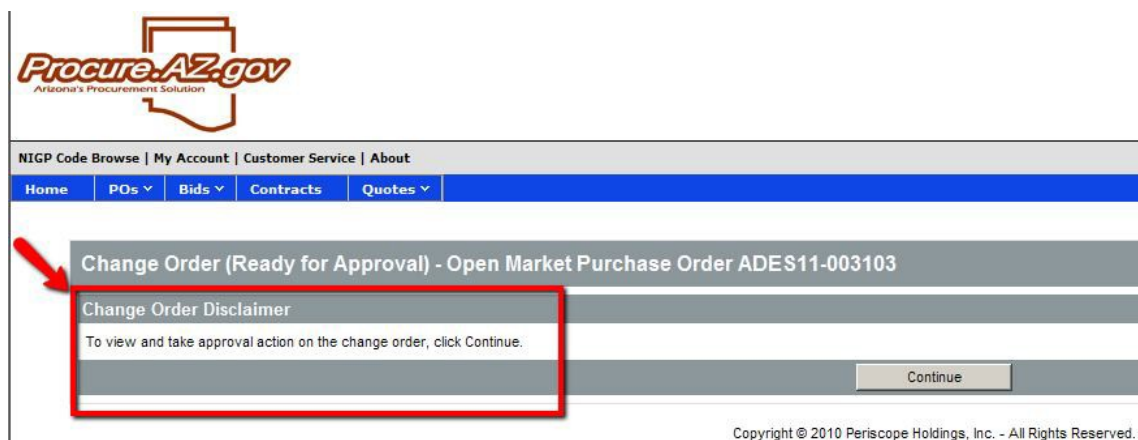 Procure.AZ.gov
Arizona's Procurement Solution
NIGP Code Browse | My Account | Customer Service | About
Home POs Bids Contracts Quotes
Change Order (Ready for Approval) - Open Market Purchase Order ADES11-003103
Change Order Disclaimer
To view and take approval action on the change order, click Continue.
Continue
Copyright © 2010 Periscope Holdings, Inc. - All Rights Reserved.